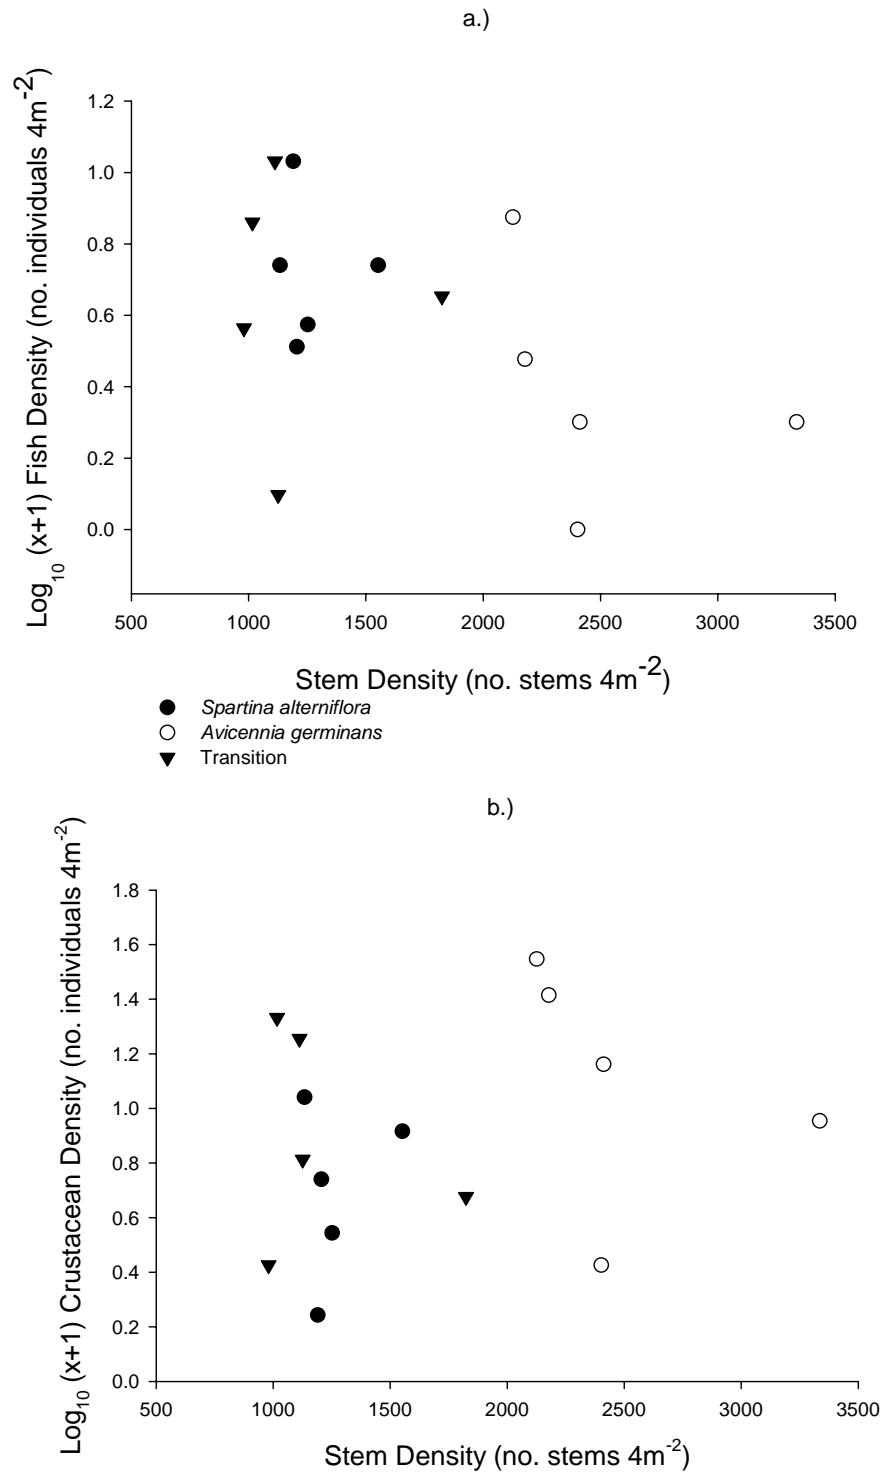 a.)
Log10 (x+1) Fish Density (no. individuals 4m-2)
1.2
1.0
0.8
0.6
0.4
0.2
0.0
500 1000 1500 2000 2500 3000 3500
Stem Density (no. stems 4m-2)
Spartina alterniflora
Avicennia germinans
Transition
b.)
Log10 (x+1) Crustacean Density (no. individuals 4m-2)
1.8
1.6
1.4
1.2
1.0
0.8
0.6
0.4
0.2
0.0
500 1000 1500 2000 2500 3000 3500
Stem Density (no. stems 4m-2)